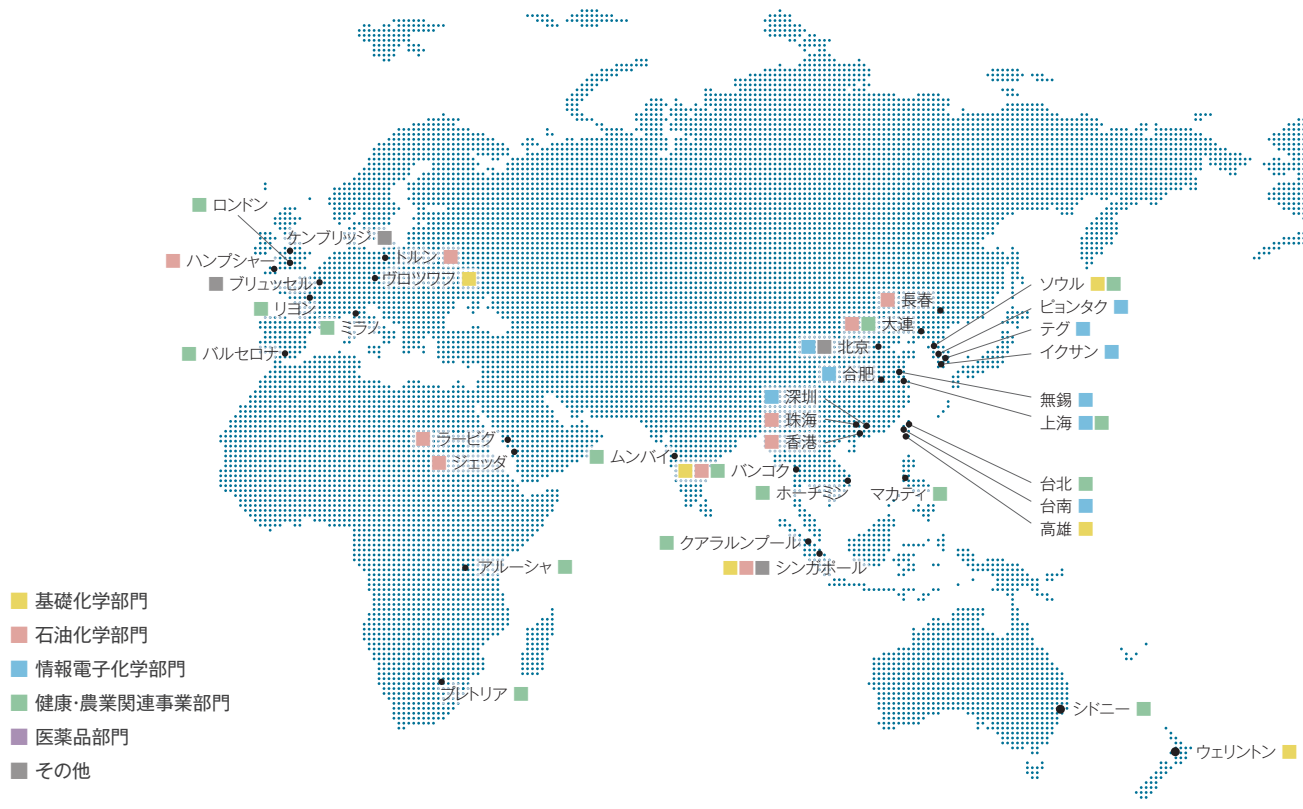 ロンドン
ケンブリッジ
ハンプシャー
トルン
ブリュッセル
ヴロツワフ
リヨン
ミラノ
バルセロナ
ラービグ
ジェッダ
アルーシャ
プレトリア
ムンバイ
バンコク
ホーチミン
マカティ
クアラルンプール
シンガポール
長春
大連
北京
合肥
深圳
珠海
香港
ソウル
ピョンタク
テグ
イクサン
無錫
上海
台北
台南
高雄
シドニー
ウェリントン
基礎化学部門
石油化学部門
情報電子化学部門
健康・農業関連事業部門
医薬品部門
その他